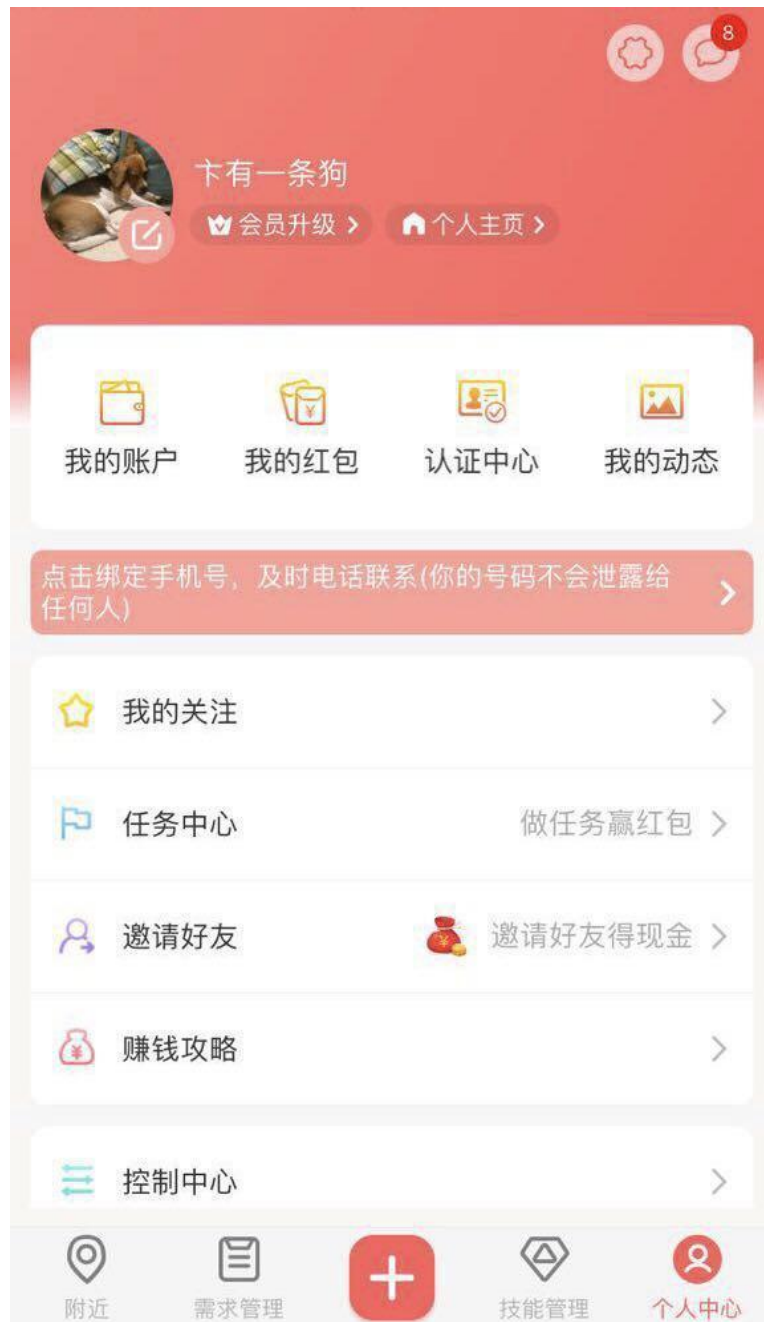 8
卞有一条狗
会员升级
个人主页
我的账户
我的红包
认证中心
我的动态
点击绑定手机号，及时电话联系(你的号码不会泄露给
任何人)
我的关注
任务中心
做任务赢红包
邀请好友
邀请好友得现金
赚钱攻略
控制中心
附近
需求管理
技能管理
个人中心